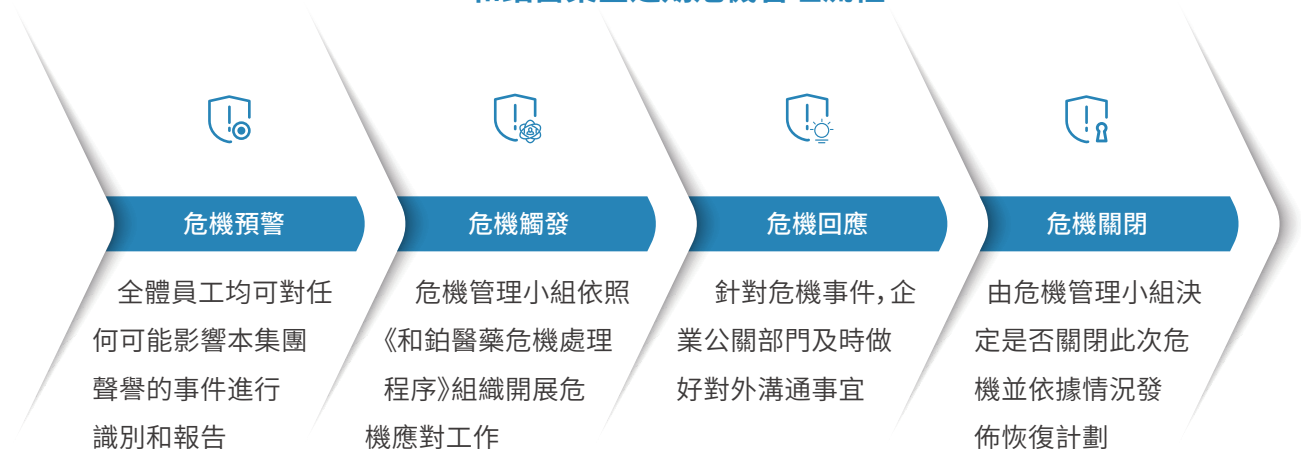 危機預警
全體員工均可對任
何可能影響本集團
聲譽的事件進行
識別和報告
危機觸發
危機管理小組依照
《和鉑醫藥危機處理
程序》組織開展危
機應對工作
危機回應
針對危機事件，企
業公關部門及時做
好對外溝通事宜
危機關閉
由危機管理小組決
定是否關閉此次危
機並依據情況發
佈恢復計劃